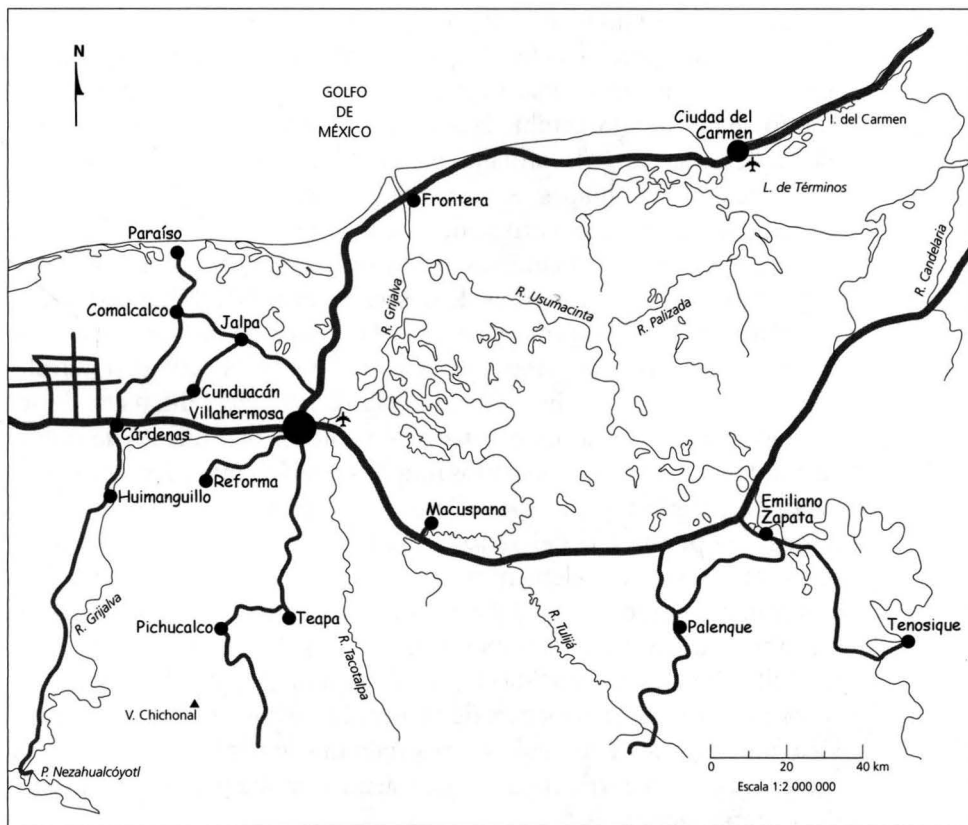 N
GOLFO
DE
MÉXICO
Ciudad del
Carmen
I. del Carmen
L. de Términos
Frontera
Paraíso
R. Candelaria
R. Grijalva
R. Usumacinta
R. Palizada
Comalcalco
Jalpa
Cunduacán
Villahermosa
Cárdenas
Reforma
Huimanguillo
Macuspana
Emiliano
Zapata
R. Grijalva
Pichucalco
Teapa
R. Tacotalpa
R. Tulijá
Palenque
Tenosique
V. Chichonal
P. Nezahualcóyotl
0 20 40 km
Escala 1:2 000 000